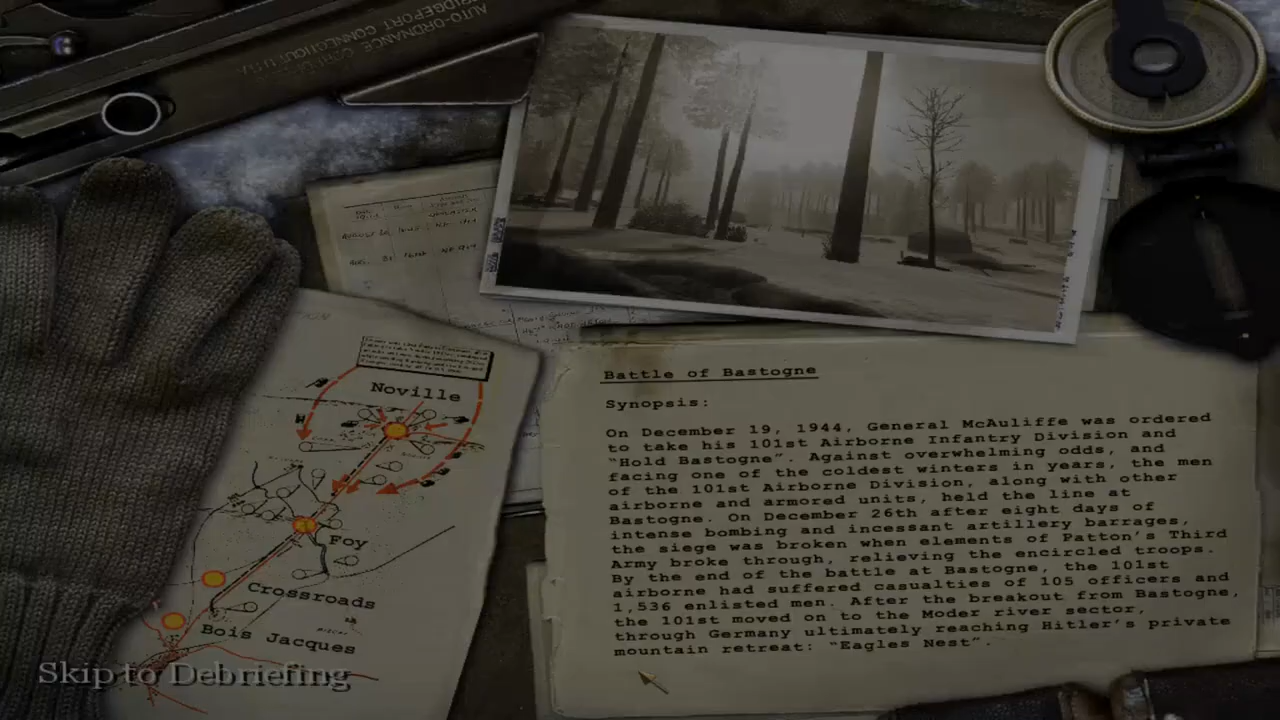 AUTO-ORDNANCE CORP.
BRIDGEPORT, CONNECTICUT
Noville
Foy
Crossroads
Bois Jacques
Skip to Debriefing
Battle of Bastogne
Synopsis:
On December 19, 1944, General McAuliffe was ordered
to take his 101st Airborne Infantry Division and
"Hold Bastogne". Against overwhelming odds, and
facing one of the coldest winters in years, the men
of the 101st Airborne Division, along with other
airborne and armored units, held the line at
Bastogne. On December 26th after eight days of
intense bombing and incessant artillery barrages,
the siege was broken when elements of Patton's Third
Army broke through, relieving the encircled troops.
By the end of the battle at Bastogne, the 101st
airborne had suffered casualties of 105 officers and
1,536 enlisted men. After the breakout from Bastogne,
the 101st moved on to the Moder river sector,
through Germany ultimately reaching Hitler's private
mountain retreat: "Eagles Nest".